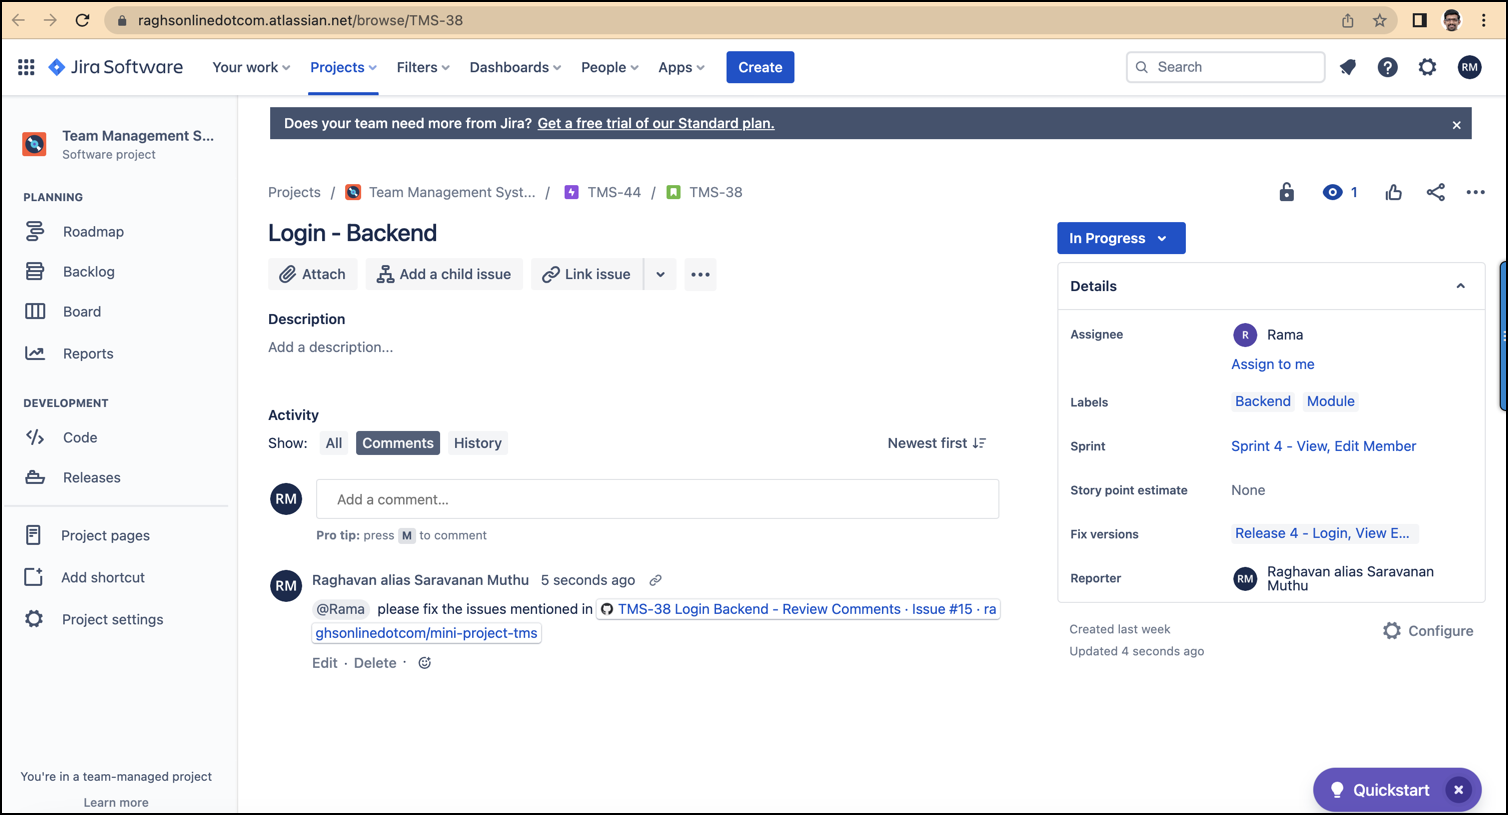 raghsonlinedotcom.atlassian.net/browse/TMS-38
Jira Software Your work Projects Filters Dashboards People Apps Create Search RM
Does your team need more from Jira? Get a free trial of our Standard plan.
Team Management S...
Software project
PLANNING
Roadmap
Backlog
Board
Reports
DEVELOPMENT
Code
Releases
Project pages
Add shortcut
Project settings
You're in a team-managed project
Learn more
Projects / Team Management Syst... / TMS-44 / TMS-38
1
Login - Backend
Attach Add a child issue Link issue
Description
Add a description...
Activity
Show: All Comments History Newest first
RM Add a comment...
Pro tip: press M to comment
RM Raghavan alias Saravanan Muthu 5 seconds ago
@Rama please fix the issues mentioned in TMS-38 Login Backend - Review Comments · Issue #15 · ra
ghsonlinedotcom/mini-project-tms
Edit · Delete ·
In Progress
Details
Assignee R Rama
Assign to me
Labels Backend Module
Sprint Sprint 4 - View, Edit Member
Story point estimate None
Fix versions Release 4 - Login, View E...
Reporter RM Raghavan alias Saravanan
Muthu
Created last week Configure
Updated 4 seconds ago
Quickstart